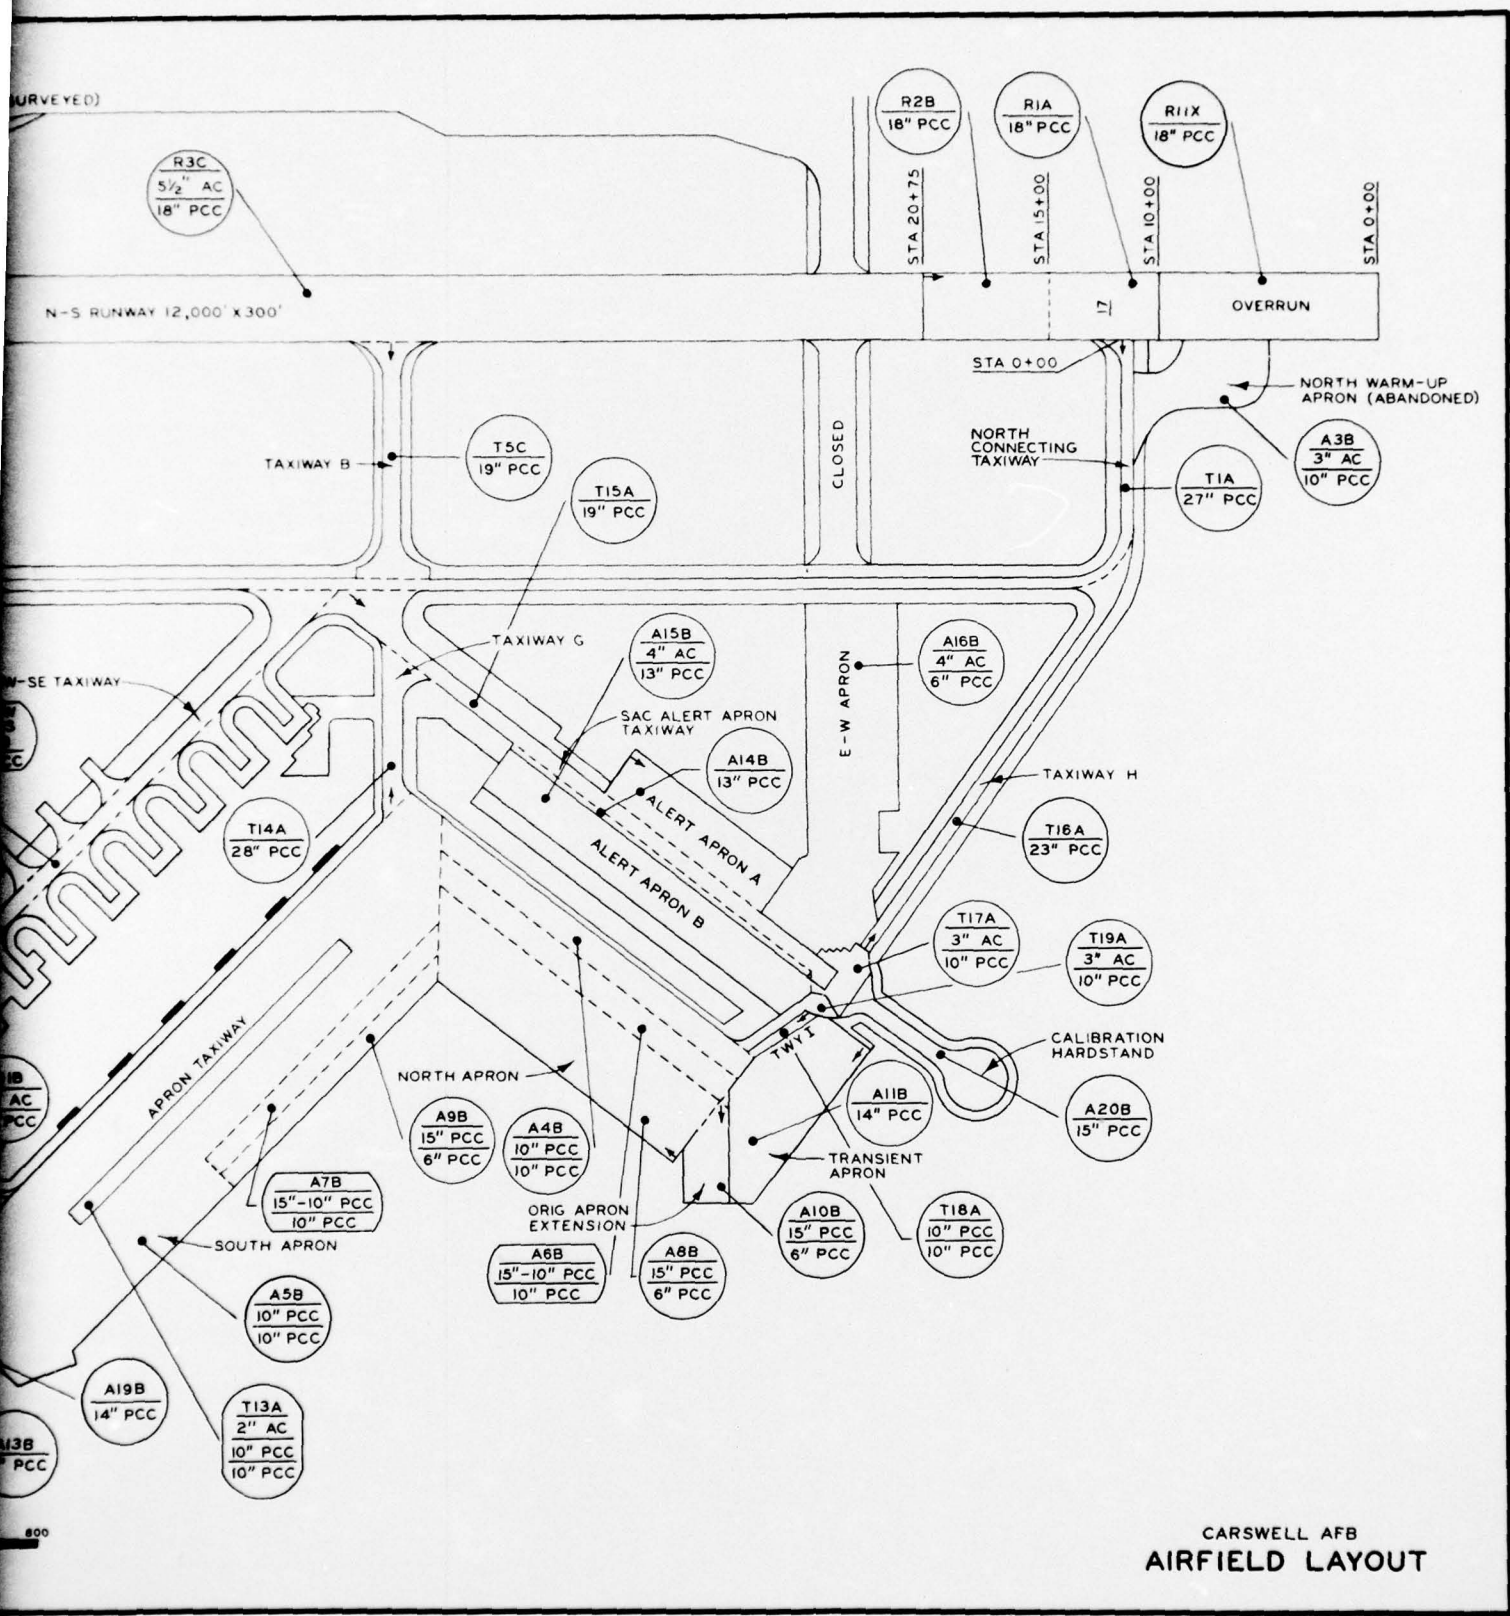 SURVEYED)
R2B
18" PCC
R1A
18" PCC
R11X
18" PCC
R3C
5½" AC
18" PCC
STA 20+75
STA 15+00
STA 10+00
STA 0+00
N-S RUNWAY 12,000' X 300'
17
OVERRUN
STA 0+00
NORTH WARM-UP
APRON (ABANDONED)
TAXIWAY B
T5C
19" PCC
CLOSED
NORTH
CONNECTING
TAXIWAY
A3B
3" AC
10" PCC
T15A
19" PCC
T1A
27" PCC
TAXIWAY G
A15B
4" AC
13" PCC
E-W APRON
A16B
4" AC
6" PCC
W-SE TAXIWAY
SAC ALERT APRON
TAXIWAY
A14B
13" PCC
TAXIWAY H
ALERT APRON A
ALERT APRON B
T14A
28" PCC
T16A
23" PCC
T17A
3" AC
10" PCC
T19A
3" AC
10" PCC
APRON TAXIWAY
TWY I
CALIBRATION
HARDSTAND
NORTH APRON
AC
PCC
A9B
15" PCC
6" PCC
A4B
10" PCC
10" PCC
A11B
14" PCC
A20B
15" PCC
TRANSIENT
APRON
A7B
15"-10" PCC
10" PCC
ORIG APRON
EXTENSION
A10B
15" PCC
6" PCC
T18A
10" PCC
10" PCC
SOUTH APRON
A6B
15"-10" PCC
10" PCC
A8B
15" PCC
6" PCC
A5B
10" PCC
10" PCC
A19B
14" PCC
T13A
2" AC
10" PCC
10" PCC
A13B
" PCC
800
CARSWELL AFB
AIRFIELD LAYOUT